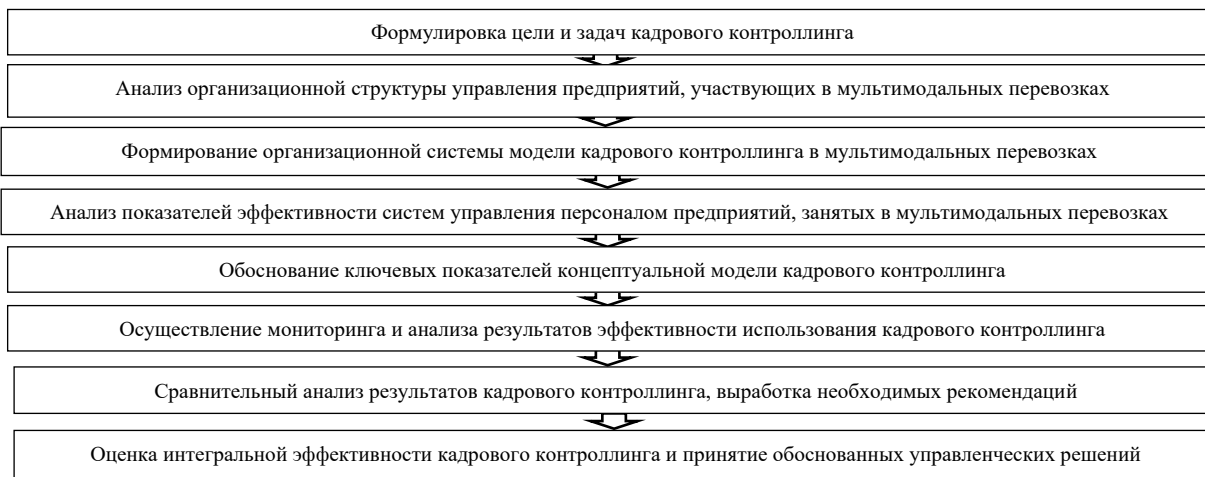 Формулировка цели и задач кадрового контроллинга
Анализ организационной структуры управления предприятий, участвующих в мультимодальных перевозках
Формирование организационной системы модели кадрового контроллинга в мультимодальных перевозках
Анализ показателей эффективности систем управления персоналом предприятий, занятых в мультимодальных перевозках
Обоснование ключевых показателей концептуальной модели кадрового контроллинга
Осуществление мониторинга и анализа результатов эффективности использования кадрового контроллинга
Сравнительный анализ результатов кадрового контроллинга, выработка необходимых рекомендаций
Оценка интегральной эффективности кадрового контроллинга и принятие обоснованных управленческих решений